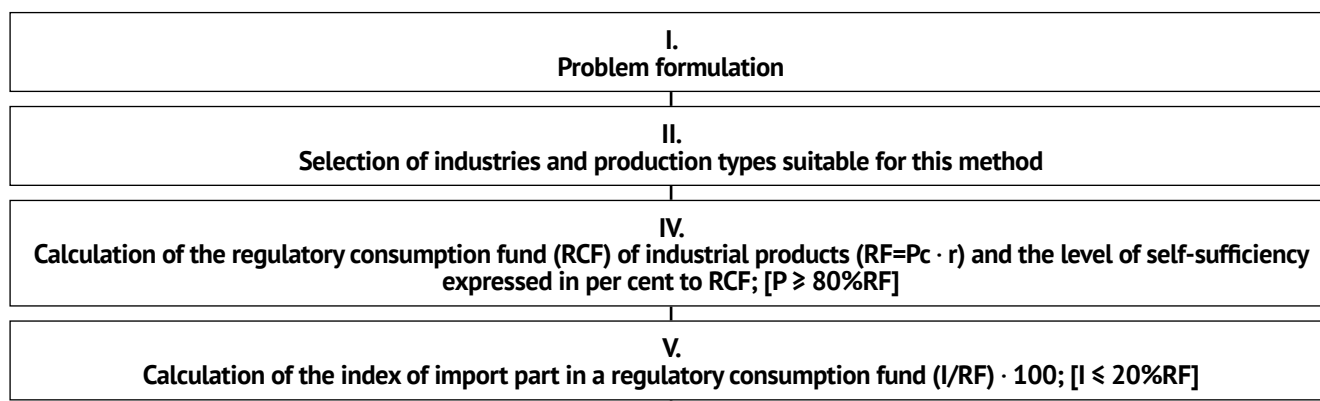 I.
Problem formulation
II.
Selection of industries and production types suitable for this method
IV.
Calculation of the regulatory consumption fund (RCF) of industrial products (RF=Pc · r) and the level of self-sufficiency
expressed in per cent to RCF; [P ⩾ 80%RF]
V.
Calculation of the index of import part in a regulatory consumption fund (I/RF) · 100; [I ⩽ 20%RF]